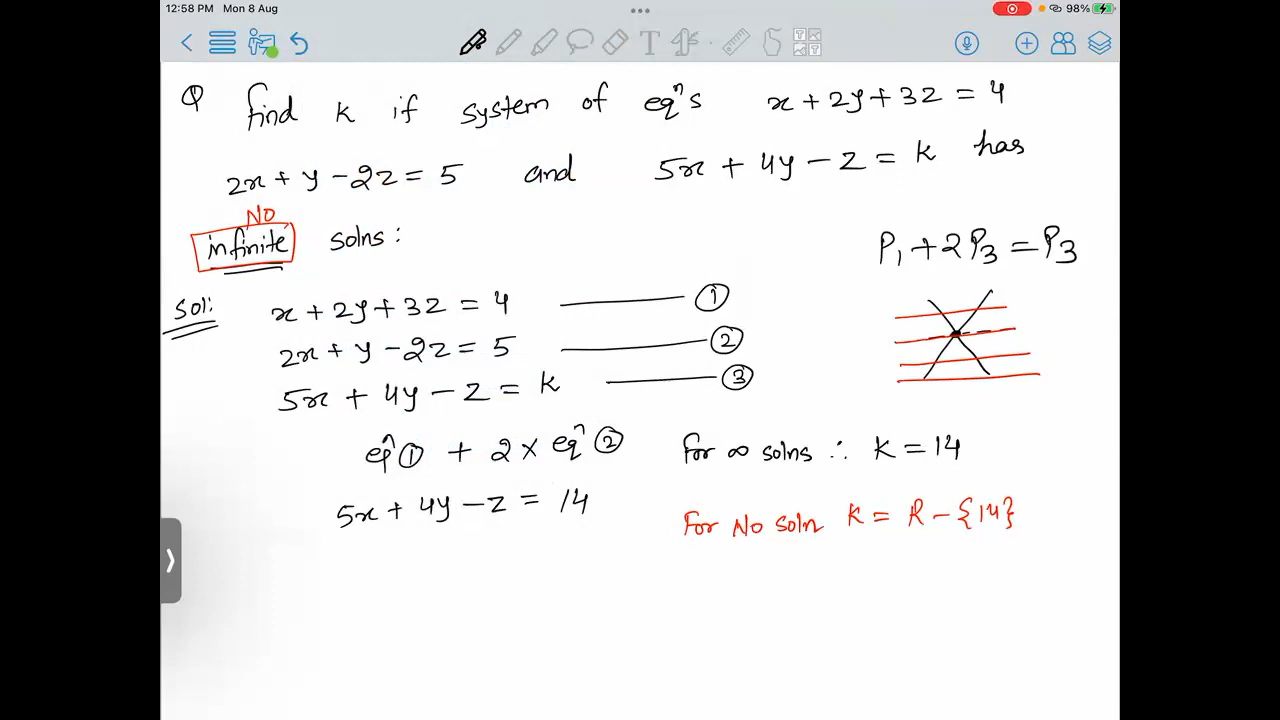 12:58 PM Mon 8 Aug
98%
Q find k if system of eqⁿs x + 2y + 3z = 4
2x + y - 2z = 5 and 5x + 4y - z = k has
NO
infinite solns :
P₁ + 2P₃ = P₃
Sol:
x + 2y + 3z = 4 ①
2x + y - 2z = 5 ②
5x + 4y - z = k ③
eqⁿ ① + 2 × eqⁿ ②
for ∞ solns ∴ k = 14
5x + 4y - z = 14
For No soln k = R - {14}